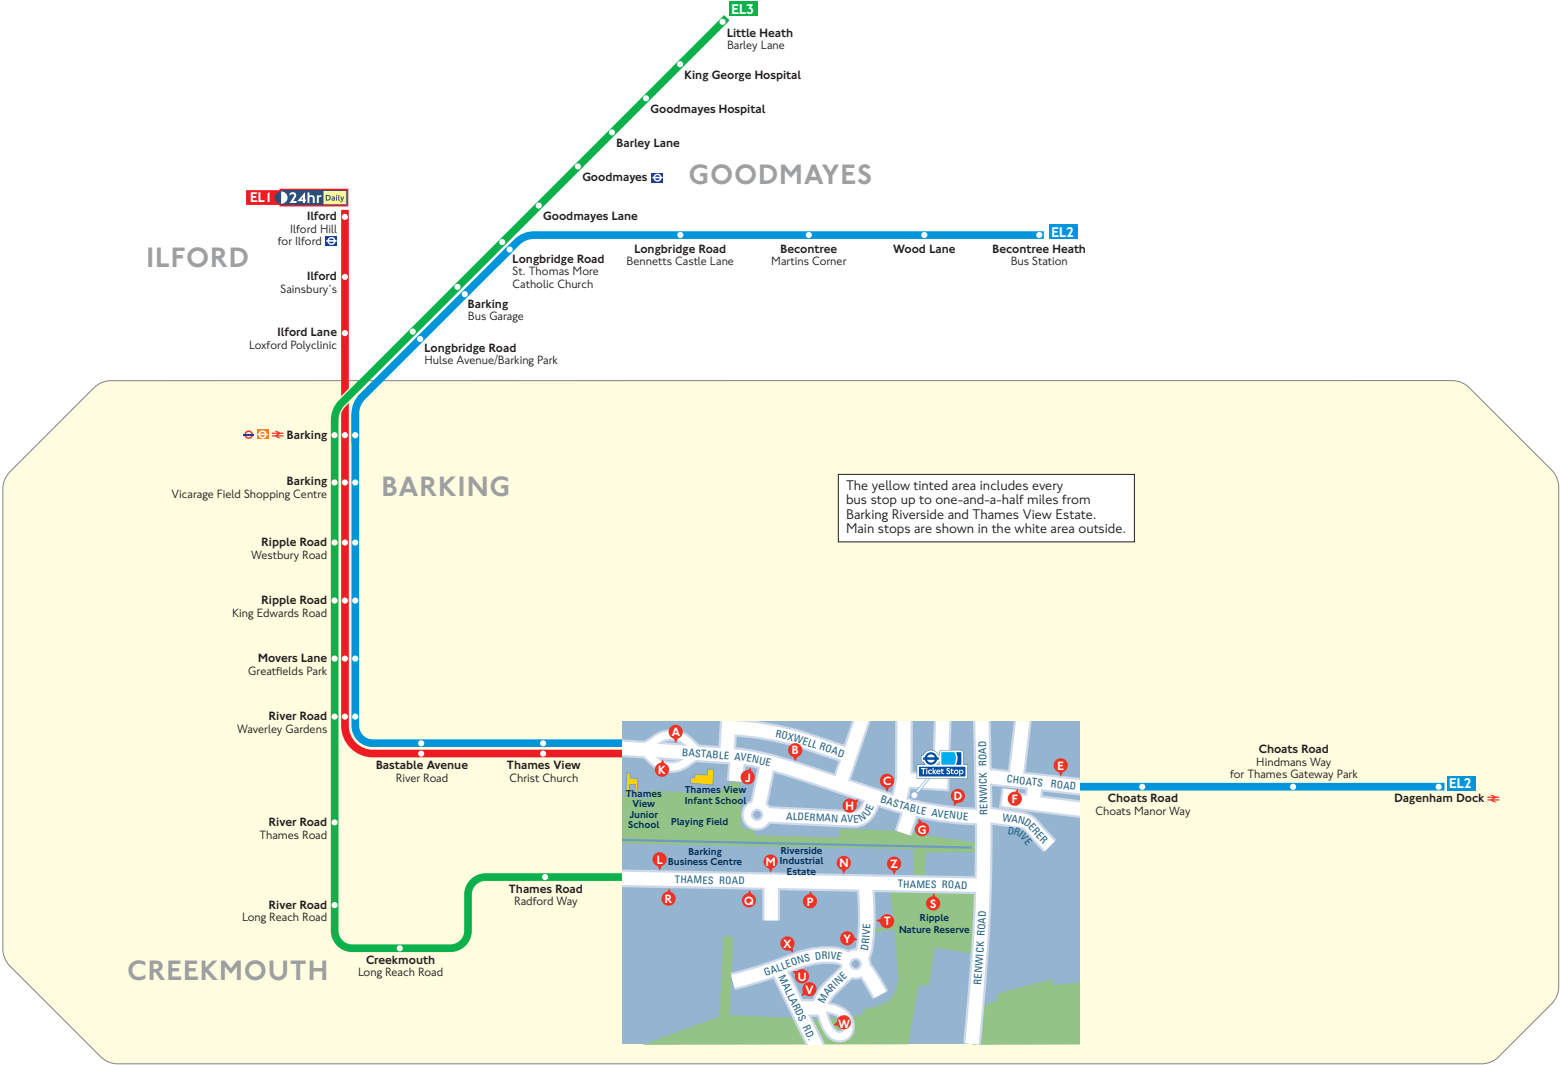 EL3
Little Heath
Barley Lane
King George Hospital
Goodmayes Hospital
Barley Lane
Goodmayes
GOODMAYES
Goodmayes Lane
EL1 24hr Daily
Ilford
Ilford Hill
for Ilford
ILFORD
Ilford
Sainsbury's
Ilford Lane
Loxford Polyclinic
EL2
Longbridge Road
St. Thomas More
Catholic Church
Longbridge Road
Bennetts Castle Lane
Becontree
Martins Corner
Wood Lane
Becontree Heath
Bus Station
Barking
Bus Garage
Longbridge Road
Hulse Avenue/Barking Park
Barking
Barking
Vicarage Field Shopping Centre
BARKING
The yellow tinted area includes every
bus stop up to one-and-a-half miles from
Barking Riverside and Thames View Estate.
Main stops are shown in the white area outside.
Ripple Road
Westbury Road
Ripple Road
King Edwards Road
Movers Lane
Greatfields Park
River Road
Waverley Gardens
Bastable Avenue
River Road
Thames View
Christ Church
River Road
Thames Road
River Road
Long Reach Road
CREEKMOUTH
Creekmouth
Long Reach Road
Thames Road
Radford Way
A
BASTABLE AVENUE
ROXWELL ROAD
B
K
J
C
Ticket Stop
D
RENWICK ROAD
E
CHOATS ROAD
F
Thames
View
Junior
School
Thames View
Infant School
Playing Field
H
ALDERMAN AVENUE
BASTABLE AVENUE
G
WANDERER
DRIVE
L
Barking
Business Centre
M
Riverside
Industrial
Estate
N
Z
THAMES ROAD
THAMES ROAD
R
Q
P
S
T
Ripple
Nature Reserve
X
Y
DRIVE
RENWICK ROAD
GALLEONS DRIVE
U
V
MARINE
MALLARDS RD.
W
Choats Road
Choats Manor Way
Choats Road
Hindmans Way
for Thames Gateway Park
EL2
Dagenham Dock